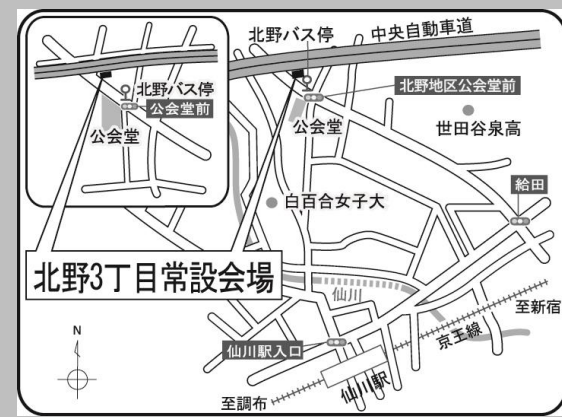 北野バス停
公会堂前
公会堂
北野バス停
中央自動車道
北野地区公会堂前
公会堂
世田谷泉高
給田
白百合女子大
北野3丁目常設会場
仙川
至新宿
京王線
仙川駅入口
仙川駅
至調布
N